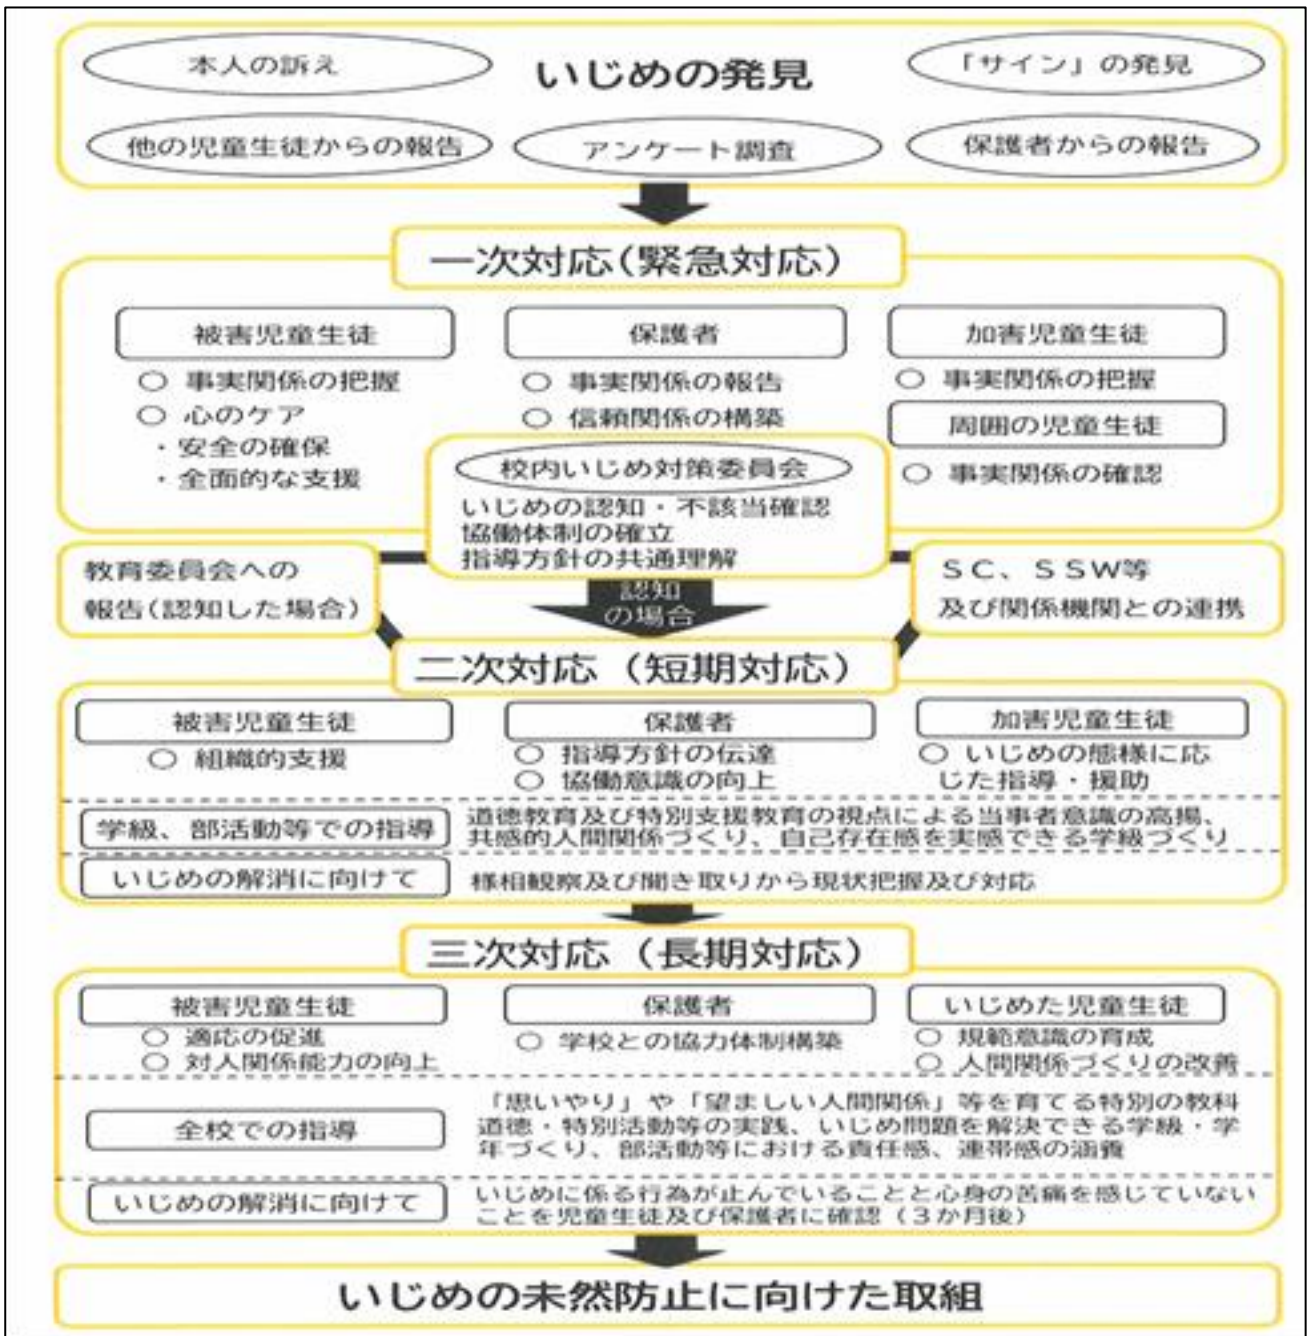 いじめの発見
本人の訴え
「サイン」の発見
他の児童生徒からの報告
アンケート調査
保護者からの報告
一次対応(緊急対応)
被害児童生徒
○ 事実関係の把握
○ 心のケア
・安全の確保
・全面的な支援
保護者
○ 事実関係の報告
○ 信頼関係の構築
加害児童生徒
○ 事実関係の把握
周囲の児童生徒
○ 事実関係の確認
校内いじめ対策委員会
いじめの認知・不該当確認
協働体制の確立
指導方針の共通理解
教育委員会への
報告(認知した場合)
認知
の場合
SC、SSW等
及び関係機関との連携
二次対応(短期対応)
被害児童生徒
○ 組織的支援
保護者
○ 指導方針の伝達
○ 協働意識の向上
加害児童生徒
○ いじめの態様に応
じた指導・援助
学級、部活動等での指導
道徳教育及び特別支援教育の視点による当事者意識の高揚、
共感的人間関係づくり、自己存在感を実感できる学級づくり
いじめの解消に向けて
様相観察及び聞き取りから現状把握及び対応
三次対応(長期対応)
被害児童生徒
○ 適応の促進
○ 対人関係能力の向上
保護者
○ 学校との協力体制構築
いじめた児童生徒
○ 規範意識の育成
○ 人間関係づくりの改善
全校での指導
「思いやり」や「望ましい人間関係」等を育てる特別の教科
道徳・特別活動等の実践、いじめ問題を解決できる学級・学
年づくり、部活動等における責任感、連帯感の涵養
いじめの解消に向けて
いじめに係る行為が止んでいることと心身の苦痛を感じていない
ことを児童生徒及び保護者に確認(3か月後)
いじめの未然防止に向けた取組